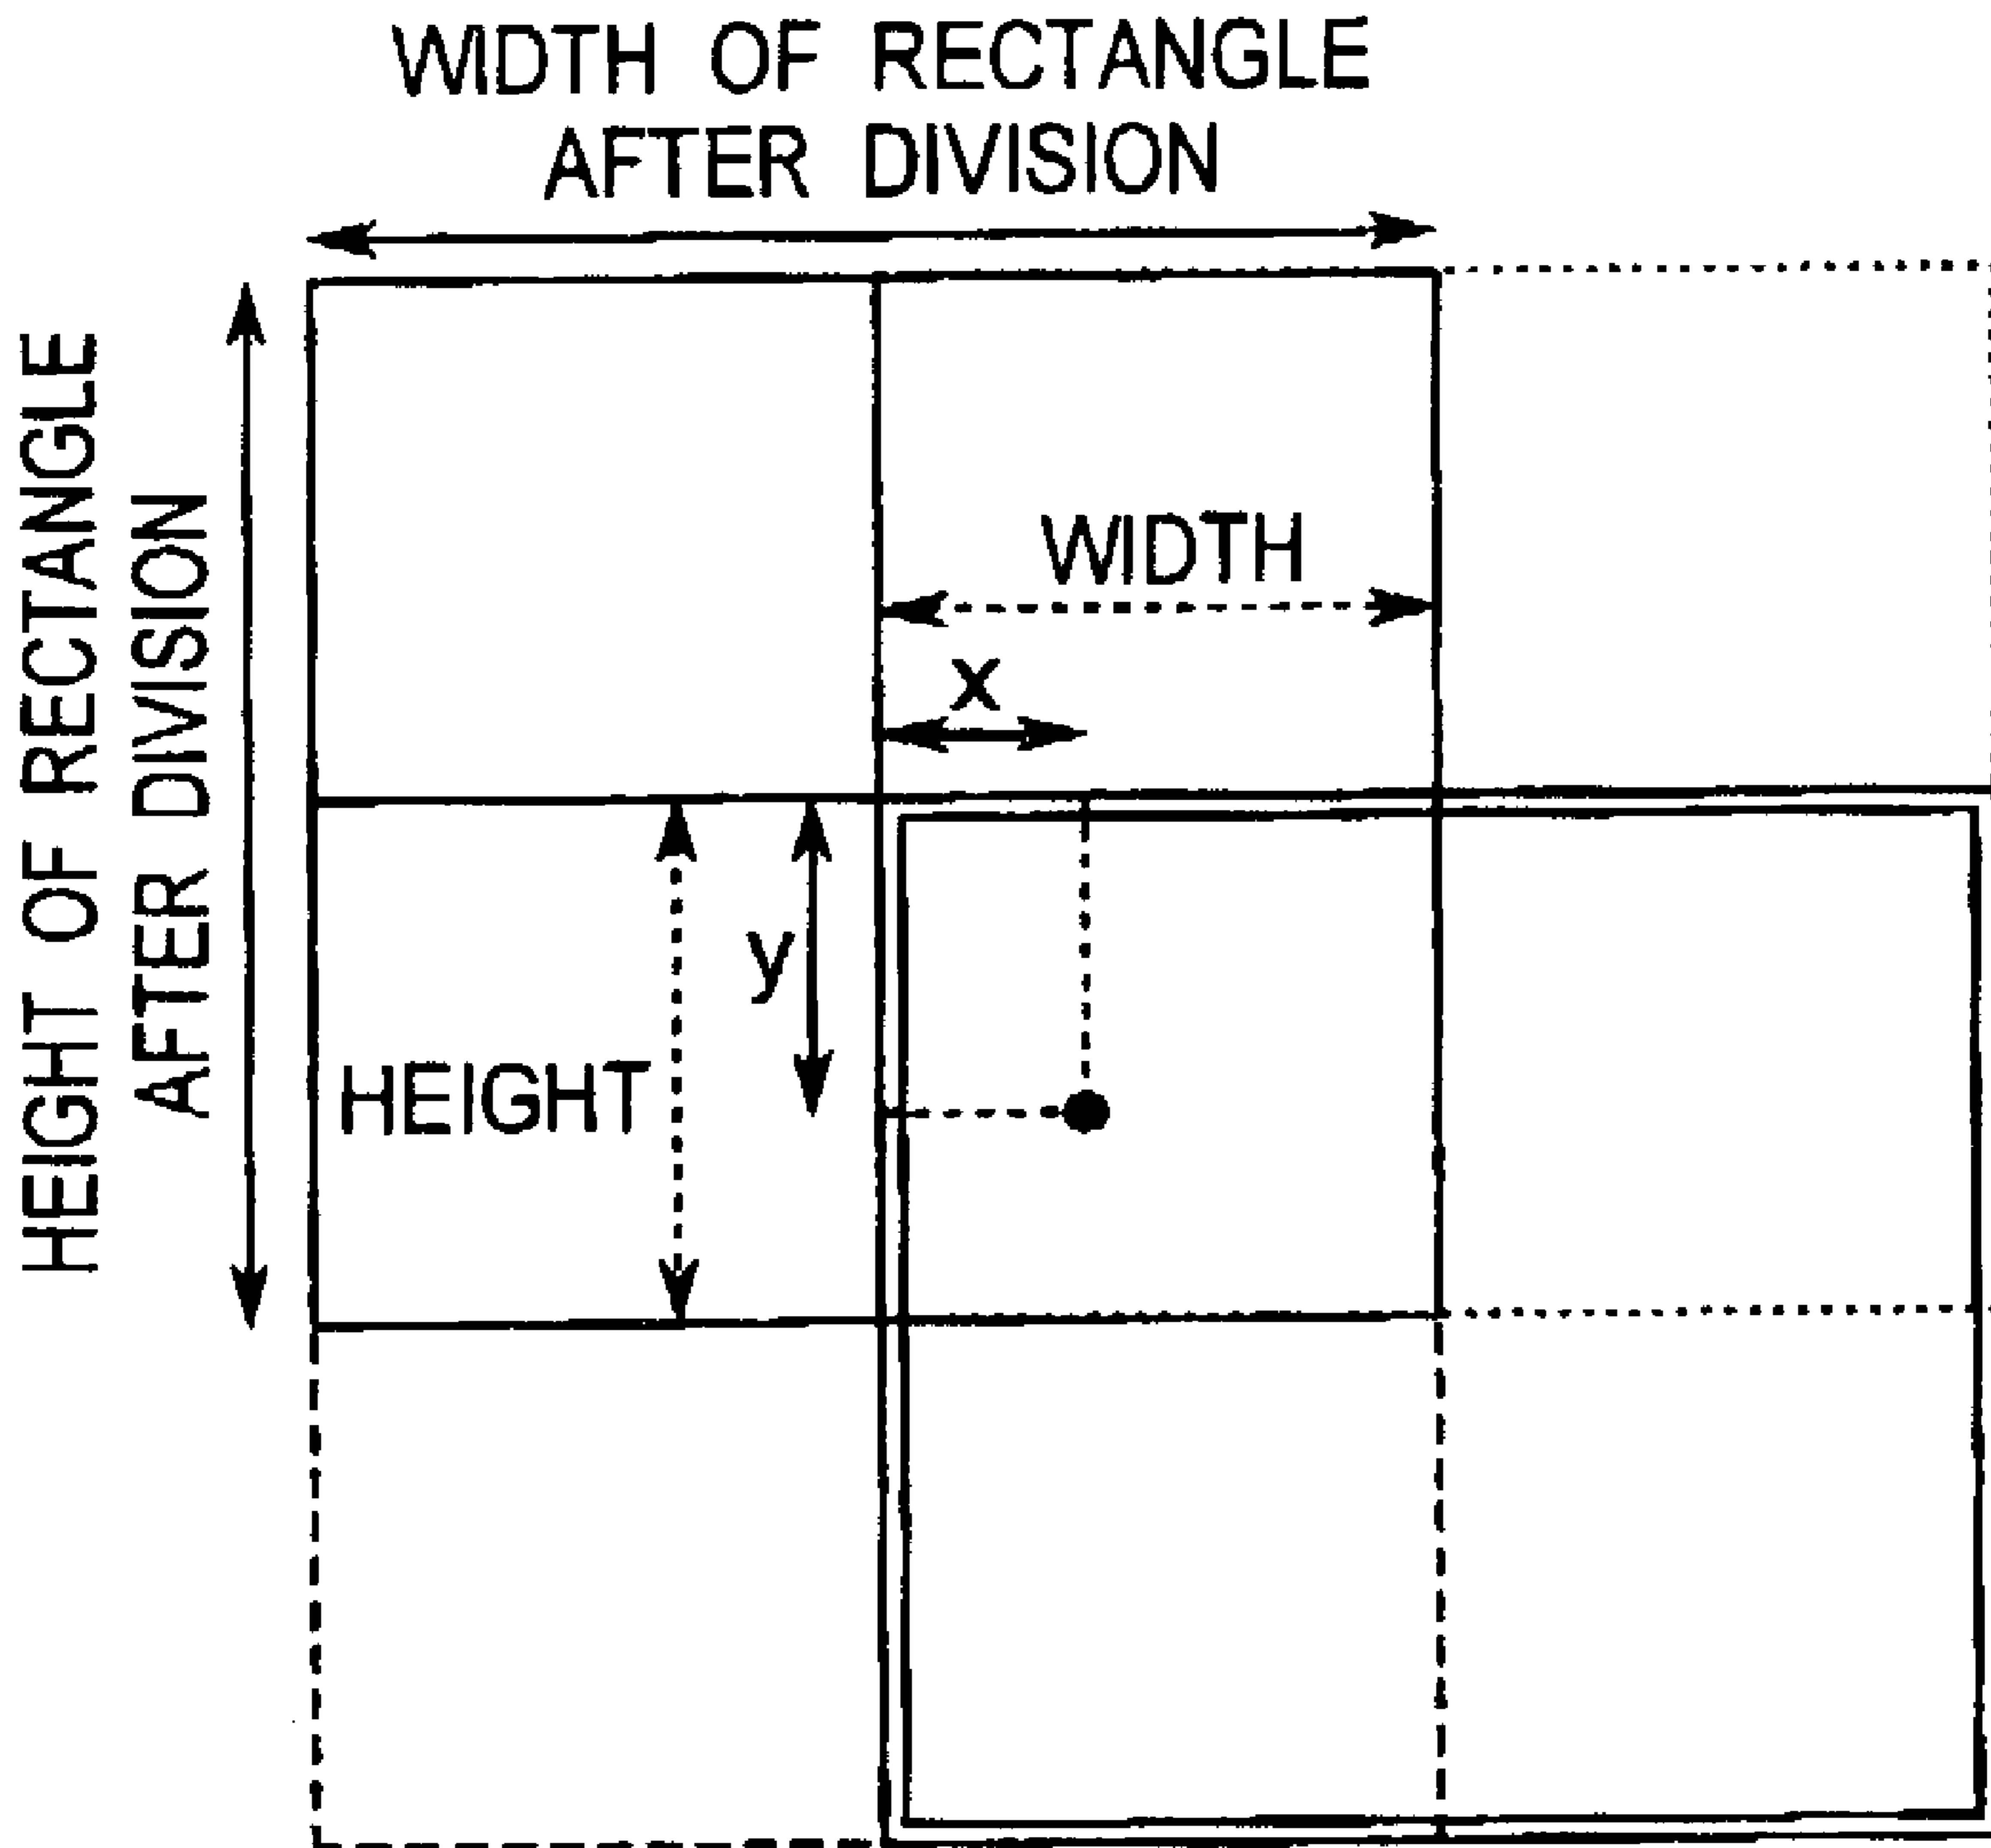 WIDTH OF RECTANGLE
AFTER DIVISION
HEIGHT OF RECTANGLE
AFTER DIVISION
WIDTH
x
y
HEIGHT